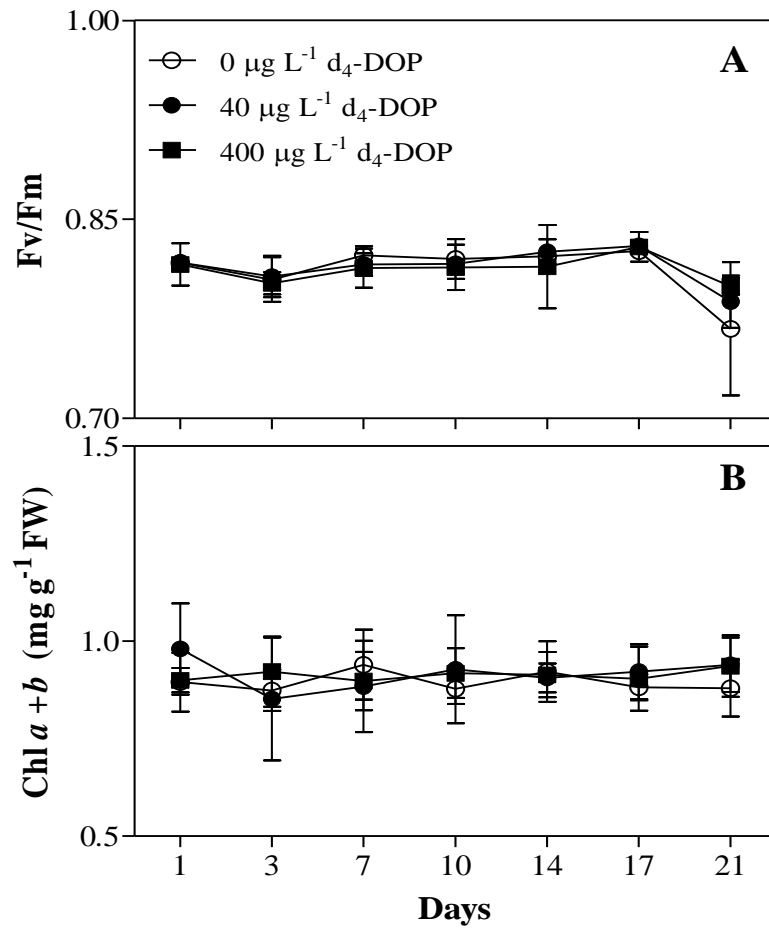 1.00
A
0 μg L⁻¹ d₄-DOP
40 μg L⁻¹ d₄-DOP
400 μg L⁻¹ d₄-DOP
0.85
Fv/Fm
0.70
1.5
B
1.0
Chl a + b (mg g⁻¹ FW)
0.5
1 3 7 10 14 17 21
Days